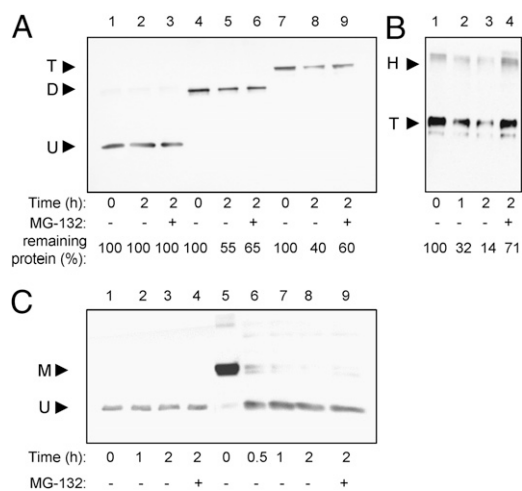 A
1 2 3 4 5 6 7 8 9
T ►
D ►
U ►
Time (h): 0 2 2 0 2 2 0 2 2
MG-132: - - + - - + - - +
remaining
protein (%): 100 100 100 100 55 65 100 40 60
B
1 2 3 4
H ►
T ►
0 1 2 2
- - - +
100 32 14 71
C
1 2 3 4 5 6 7 8 9
M ►
U ►
Time (h): 0 1 2 2 0 0.5 1 2 2
MG-132: - - - + - - - - +